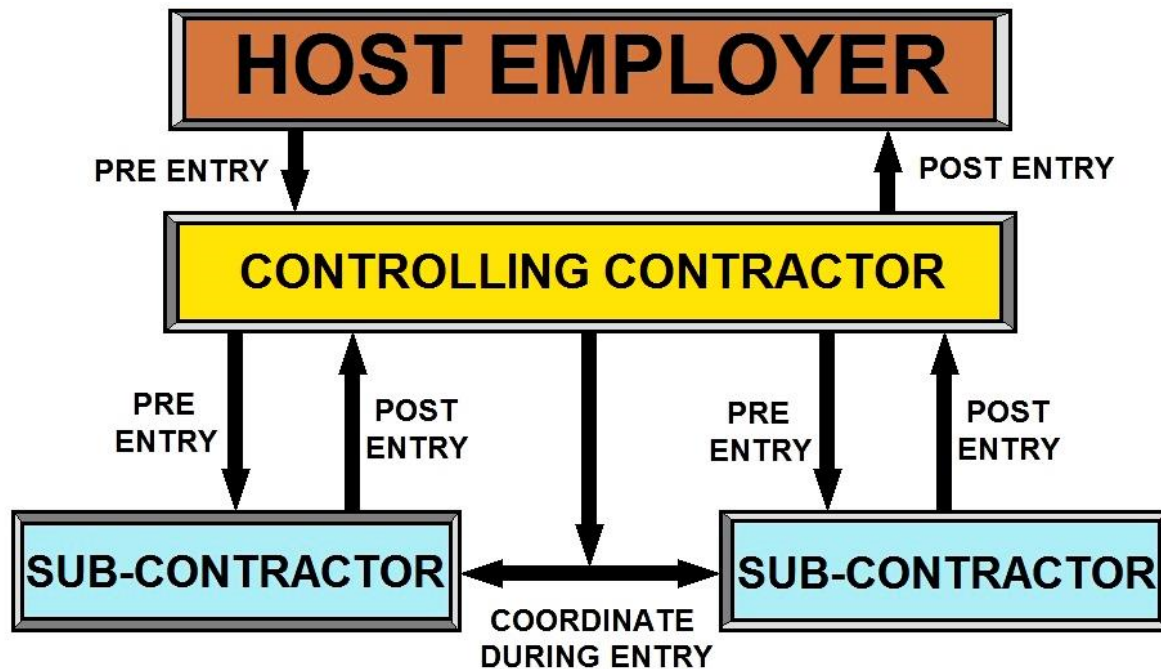 HOST EMPLOYER
PRE ENTRY
POST ENTRY
CONTROLLING CONTRACTOR
PRE
ENTRY
POST
ENTRY
PRE
ENTRY
POST
ENTRY
SUB-CONTRACTOR
SUB-CONTRACTOR
COORDINATE
DURING ENTRY